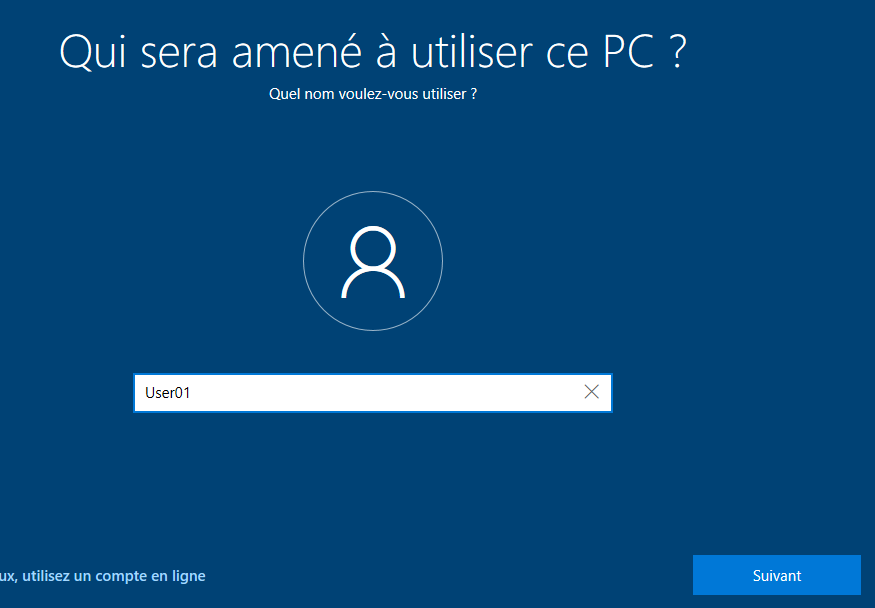 Qui sera amené à utiliser ce PC ?
Quel nom voulez-vous utiliser ?
User01
ux, utilisez un compte en ligne
Suivant